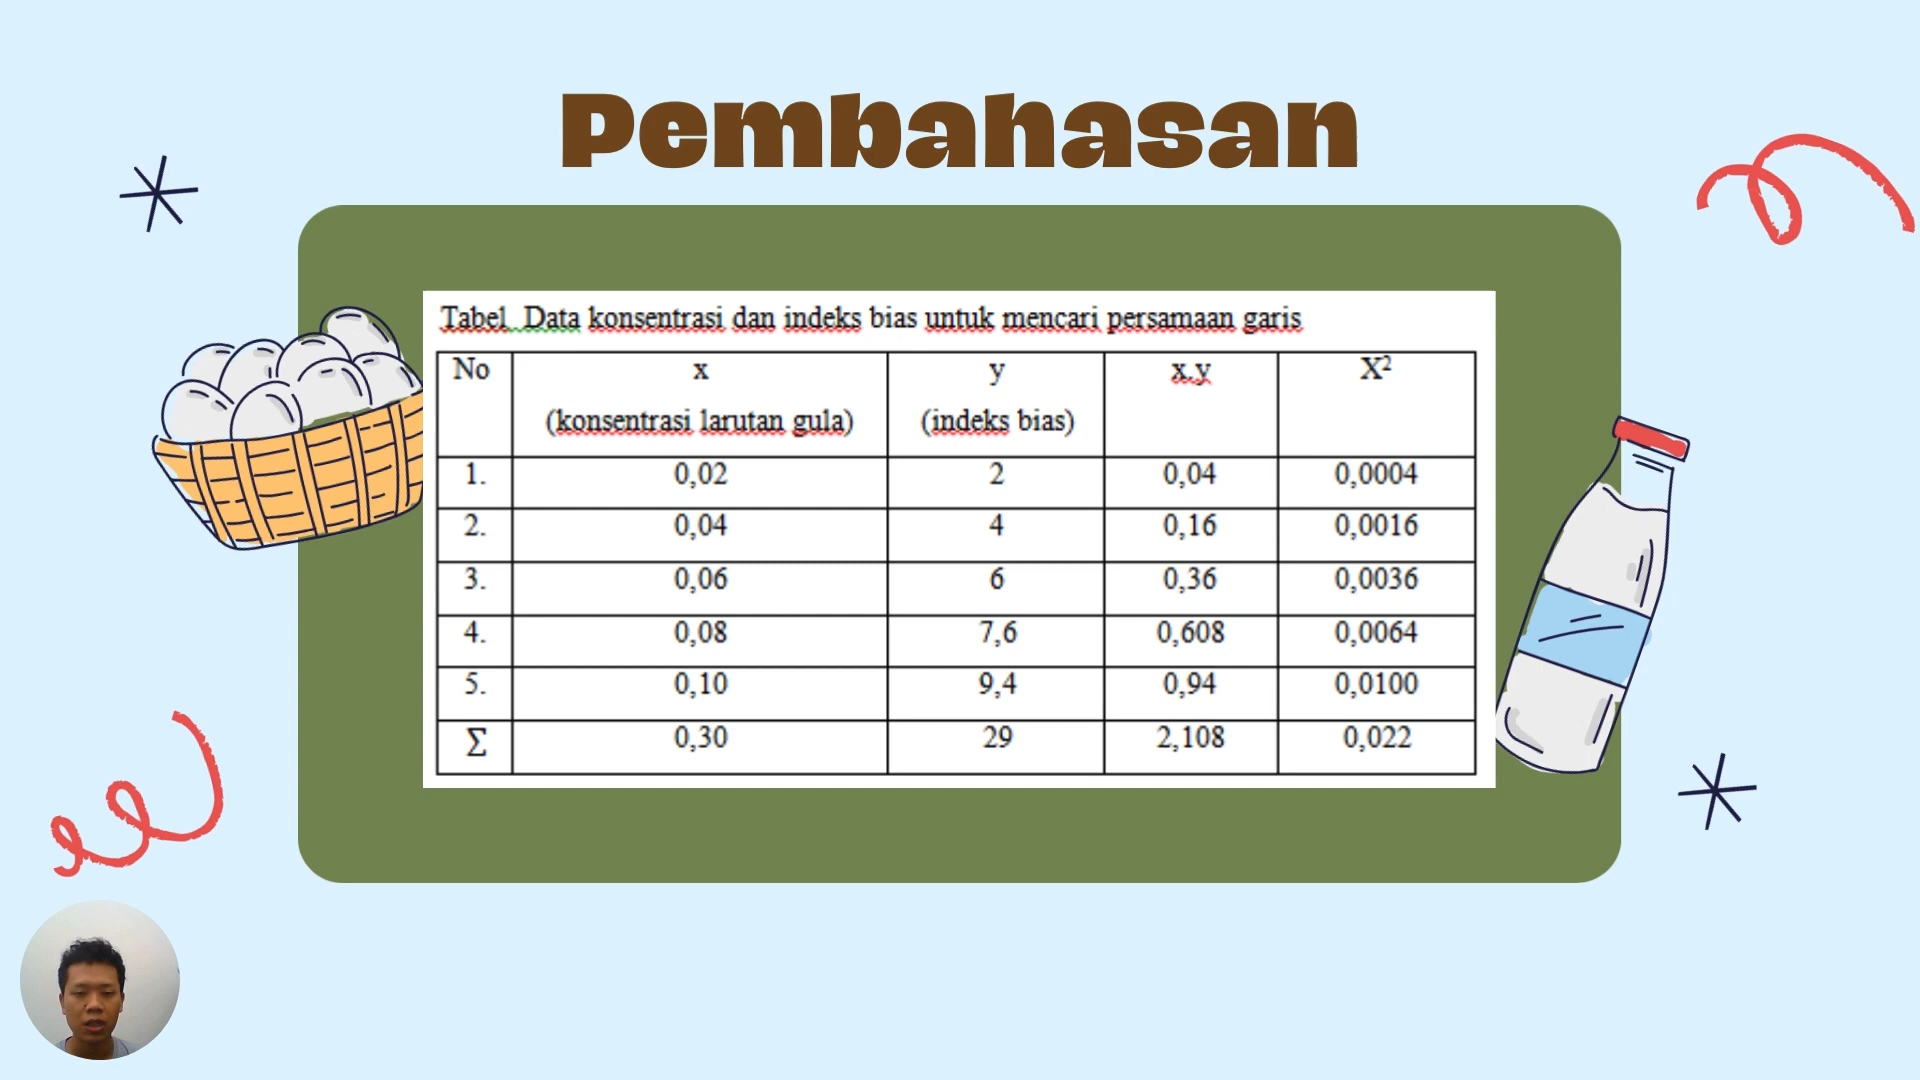 Pembahasan
Tabel Data konsentrasi dan indeks bias untuk mencari persamaan garis
No x y x.y X²
(konsentrasi larutan gula) (indeks bias)
1. 0,02 2 0,04 0,0004
2. 0,04 4 0,16 0,0016
3. 0,06 6 0,36 0,0036
4. 0,08 7,6 0,608 0,0064
5. 0,10 9,4 0,94 0,0100
Σ 0,30 29 2,108 0,022